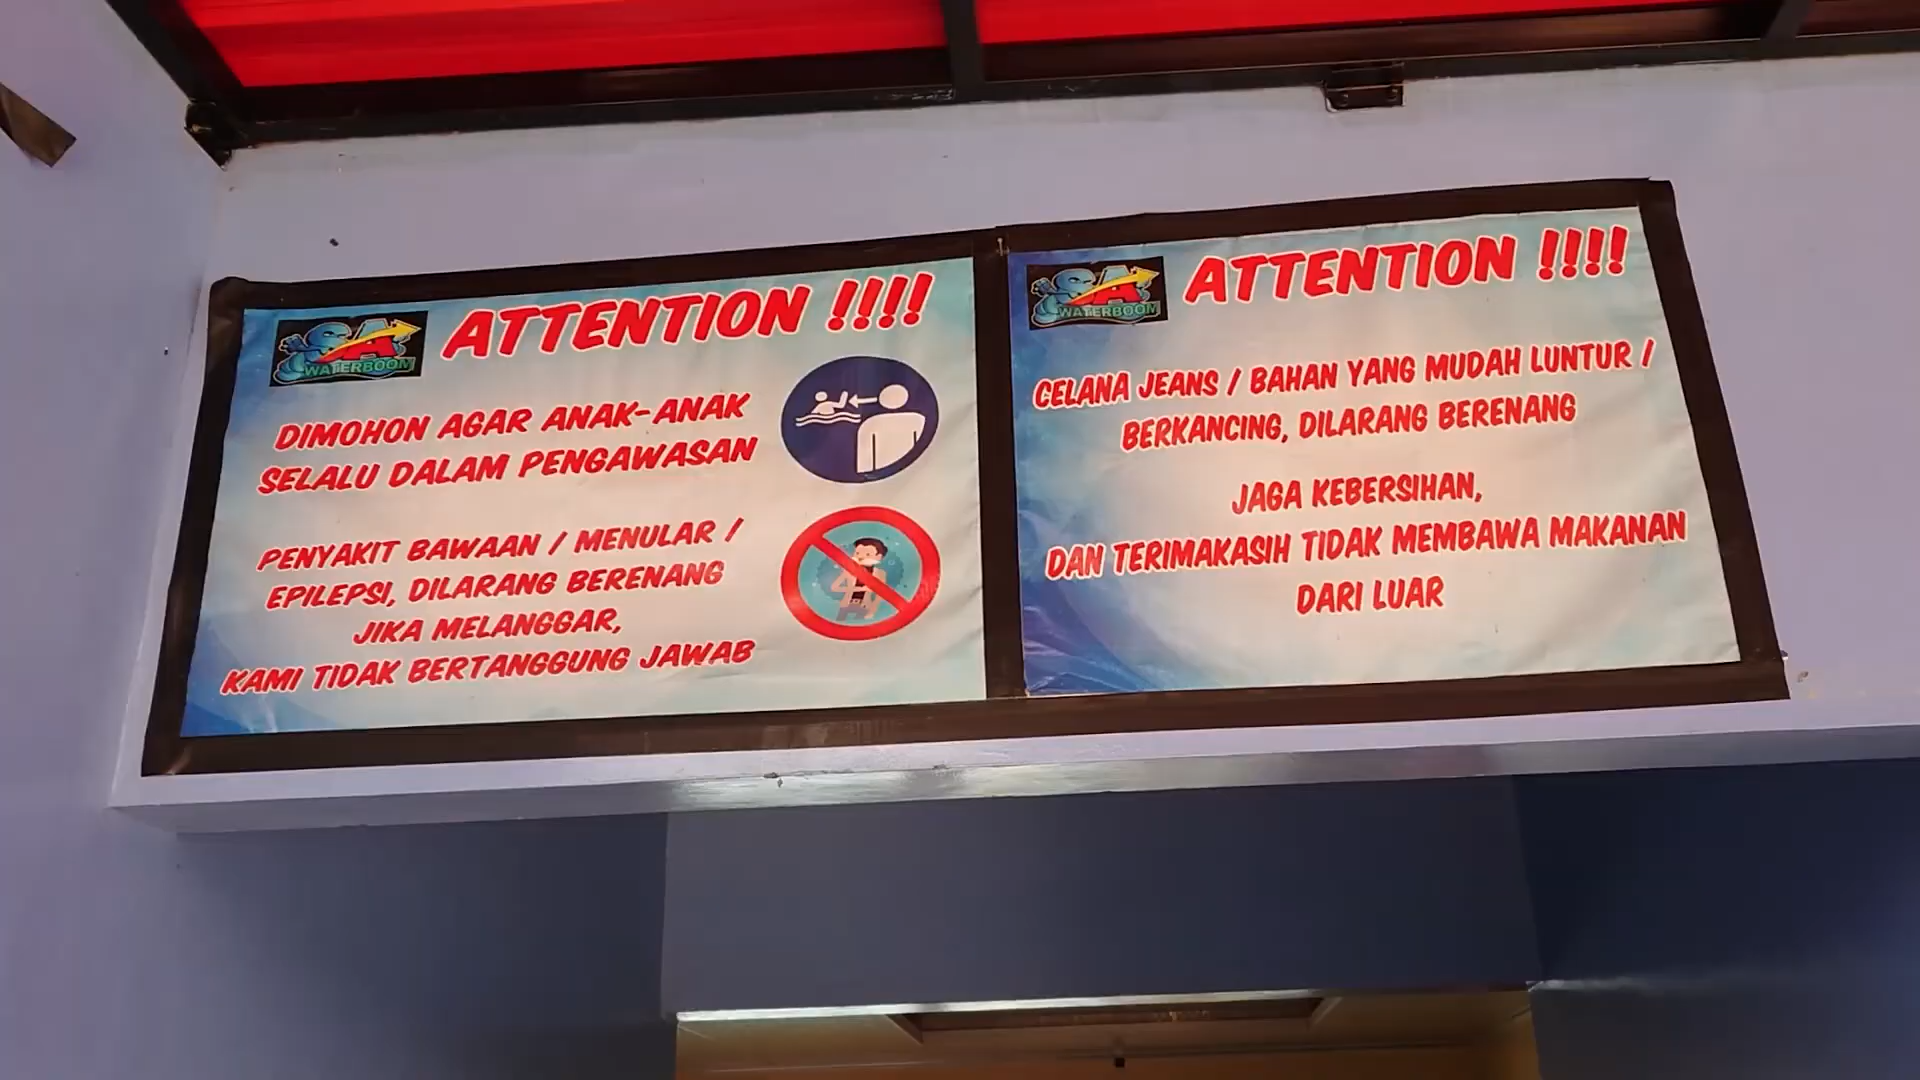 WATERBOOM
ATTENTION !!!!
DIMOHON AGAR ANAK-ANAK
SELALU DALAM PENGAWASAN
PENYAKIT BAWAAN / MENULAR /
EPILEPSI, DILARANG BERENANG
JIKA MELANGGAR,
KAMI TIDAK BERTANGGUNG JAWAB
WATERBOOM
ATTENTION !!!!
CELANA JEANS / BAHAN YANG MUDAH LUNTUR /
BERKANCING, DILARANG BERENANG
JAGA KEBERSIHAN,
DAN TERIMAKASIH TIDAK MEMBAWA MAKANAN
DARI LUAR